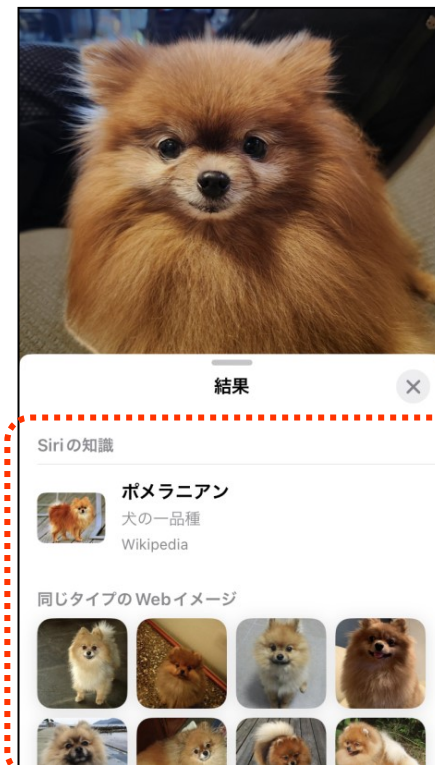 結果
Siriの知識
ポメラニアン
犬の一品種
Wikipedia
同じタイプのWebイメージ